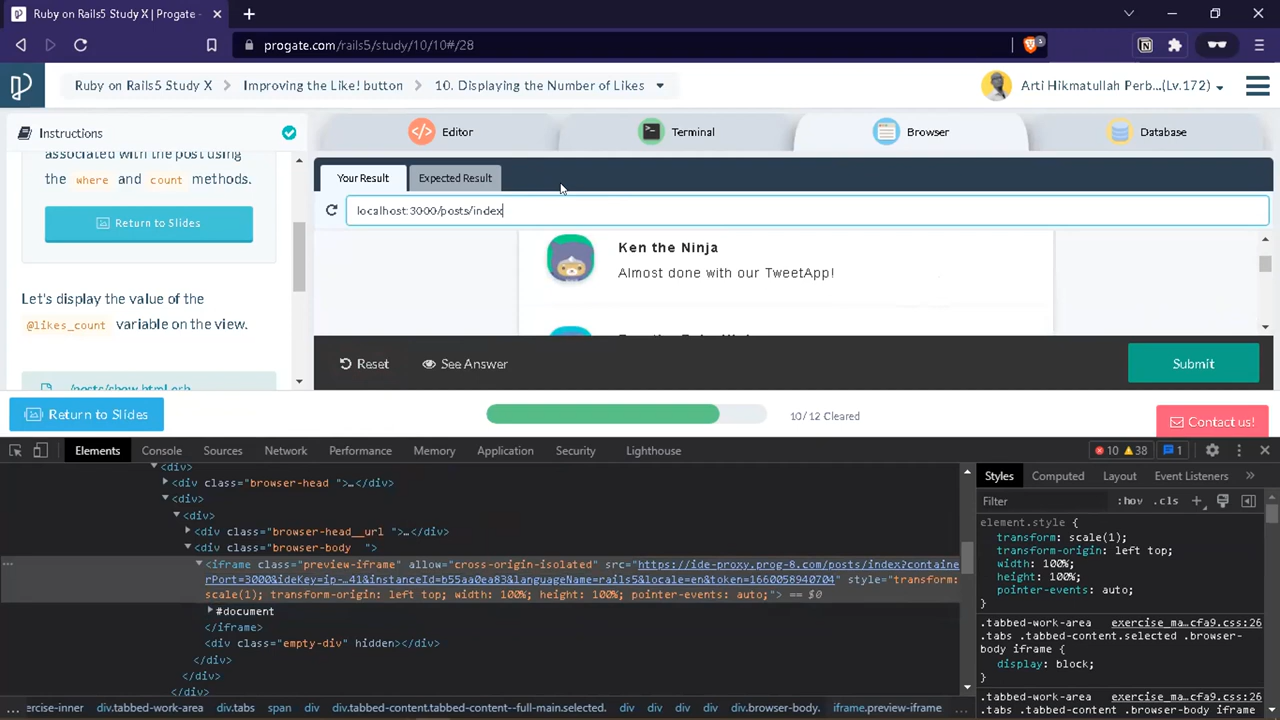 Ruby on Rails5 Study X | Progate -
progate.com/rails5/study/10/10#/28
3
Ruby on Rails5 Study X
Improving the Like! button
10. Displaying the Number of Likes
Arti Hikmatullah Perb...(Lv.172)
Instructions
Editor
Terminal
Browser
Database
associated with the post using
the where and count methods.
Return to Slides
Let's display the value of the
@likes_count variable on the view.
/posts/show.html.erb
Your Result
Expected Result
localhost:3000/posts/index
Ken the Ninja
Almost done with our TweetApp!
Reset
See Answer
Submit
Return to Slides
10/12 Cleared
Contact us!
Elements
Console
Sources
Network
Performance
Memory
Application
Security
Lighthouse
10
38
1
<div>
<div class="browser-head ">…</div>
<div>
<div>
<div class="browser-head__url ">…</div>
<div class="browser-body  ">
<iframe class="preview-iframe" allow="cross-origin-isolated" src="https://ide-proxy.prog-8.com/posts/index?containe
rPort=3000&ideKey=ip-…41&instanceId=b55aa0ea83&languageName=rails5&locale=en&token=1660058940704" style="transform:
scale(1); transform-origin: left top; width: 100%; height: 100%; pointer-events: auto;"> == $0
#document
</iframe>
<div class="empty-div" hidden></div>
</div>
</div>
</div>
... ercise-inner div.tabbed-work-area div.tabs span div div.tabbed-content.tabbed-content--full-main.selected. div div div div.browser-body. iframe.preview-iframe ...
Styles
Computed
Layout
Event Listeners
Filter
:hov .cls
element.style {
transform: scale(1);
transform-origin: left top;
width: 100%;
height: 100%;
pointer-events: auto;
}
.tabbed-work-area exercise_ma…cfa9.css:26
.tabs .tabbed-content.selected .browser-
body iframe {
display: block;
}
.tabbed-work-area exercise_ma…cfa9.css:26
.tabs .tabbed-content .browser-body iframe